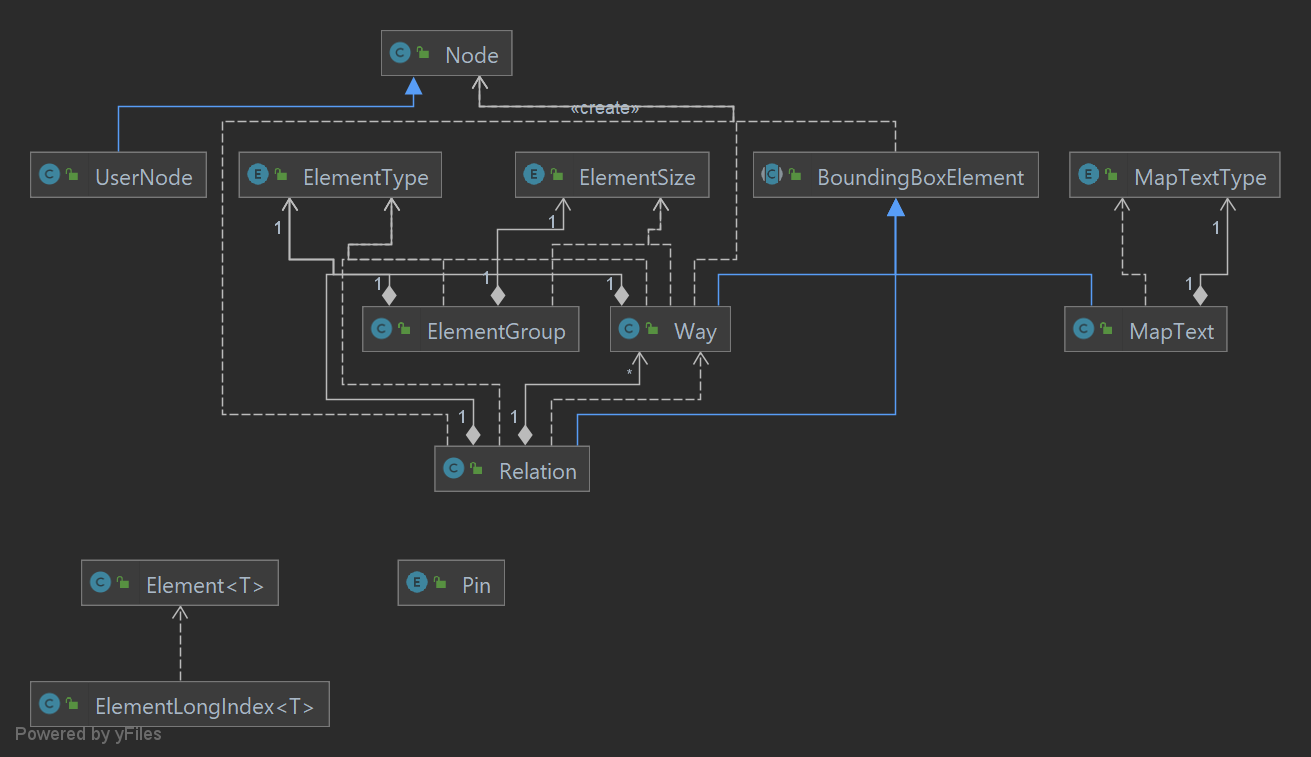 Node
«create»
UserNode
ElementType
ElementSize
BoundingBoxElement
MapTextType
1
1
1
1
1
1
1
ElementGroup
Way
MapText
*
1
1
Relation
Element<T>
Pin
ElementLongIndex<T>
Powered by yFiles